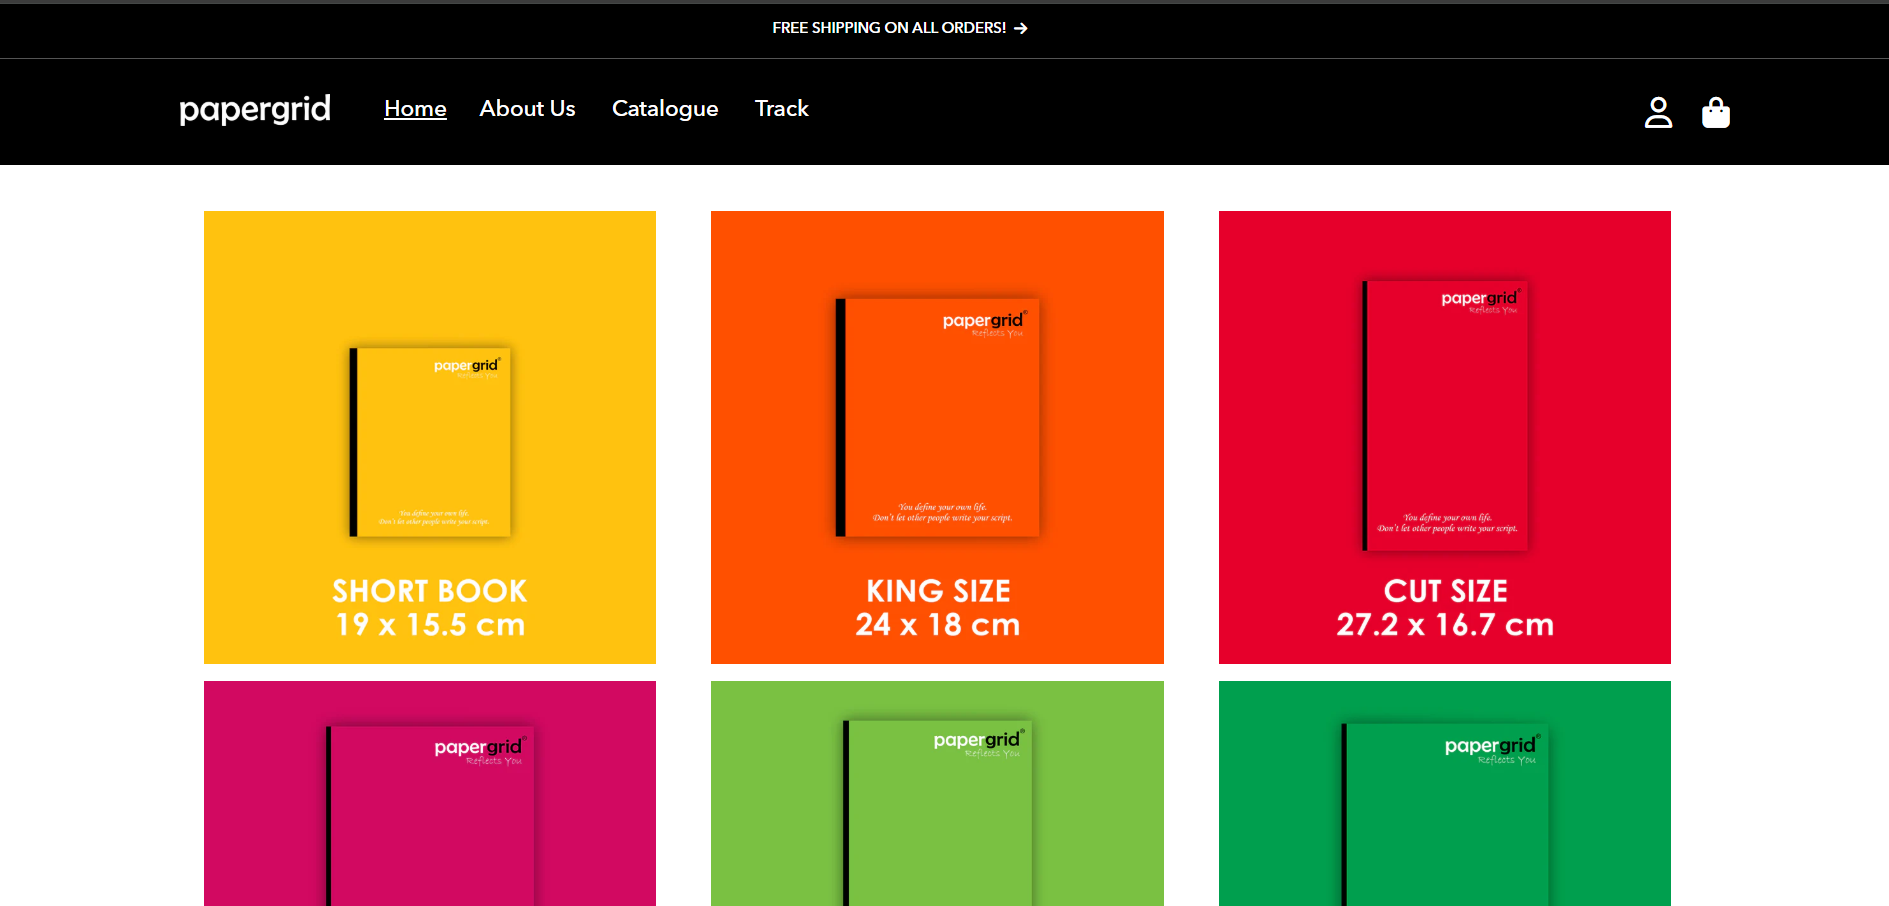 FREE SHIPPING ON ALL ORDERS! →
papergrid Home About Us Catalogue Track
papergrid®
Reflects You
You define your own life.
Don't let other people write your script.
SHORT BOOK
19 x 15.5 cm
papergrid®
Reflects You
You define your own life.
Don't let other people write your script.
KING SIZE
24 x 18 cm
papergrid®
Reflects You
You define your own life.
Don't let other people write your script.
CUT SIZE
27.2 x 16.7 cm
papergrid®
Reflects You
papergrid®
Reflects You
papergrid®
Reflects You